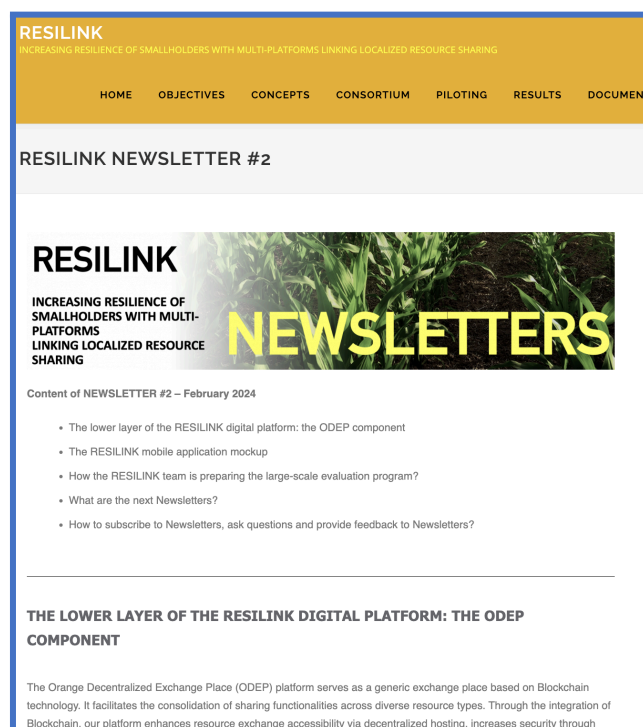 RESILINK
INCREASING RESILIENCE OF SMALLHOLDERS WITH MULTI-PLATFORMS LINKING LOCALIZED RESOURCE SHARING
HOME OBJECTIVES CONCEPTS CONSORTIUM PILOTING RESULTS DOCUMEN
RESILINK NEWSLETTER #2
RESILINK
INCREASING RESILIENCE OF
SMALLHOLDERS WITH MULTI-
PLATFORMS
LINKING LOCALIZED RESOURCE
SHARING
NEWSLETTERS
Content of NEWSLETTER #2 – February 2024
• The lower layer of the RESILINK digital platform: the ODEP component
• The RESILINK mobile application mockup
• How the RESILINK team is preparing the large-scale evaluation program?
• What are the next Newsletters?
• How to subscribe to Newsletters, ask questions and provide feedback to Newsletters?
THE LOWER LAYER OF THE RESILINK DIGITAL PLATFORM: THE ODEP
COMPONENT
The Orange Decentralized Exchange Place (ODEP) platform serves as a generic exchange place based on Blockchain
technology. It facilitates the consolidation of sharing functionalities across diverse resource types. Through the integration of
Blockchain, our platform enhances resource exchange accessibility via decentralized hosting, increases security through